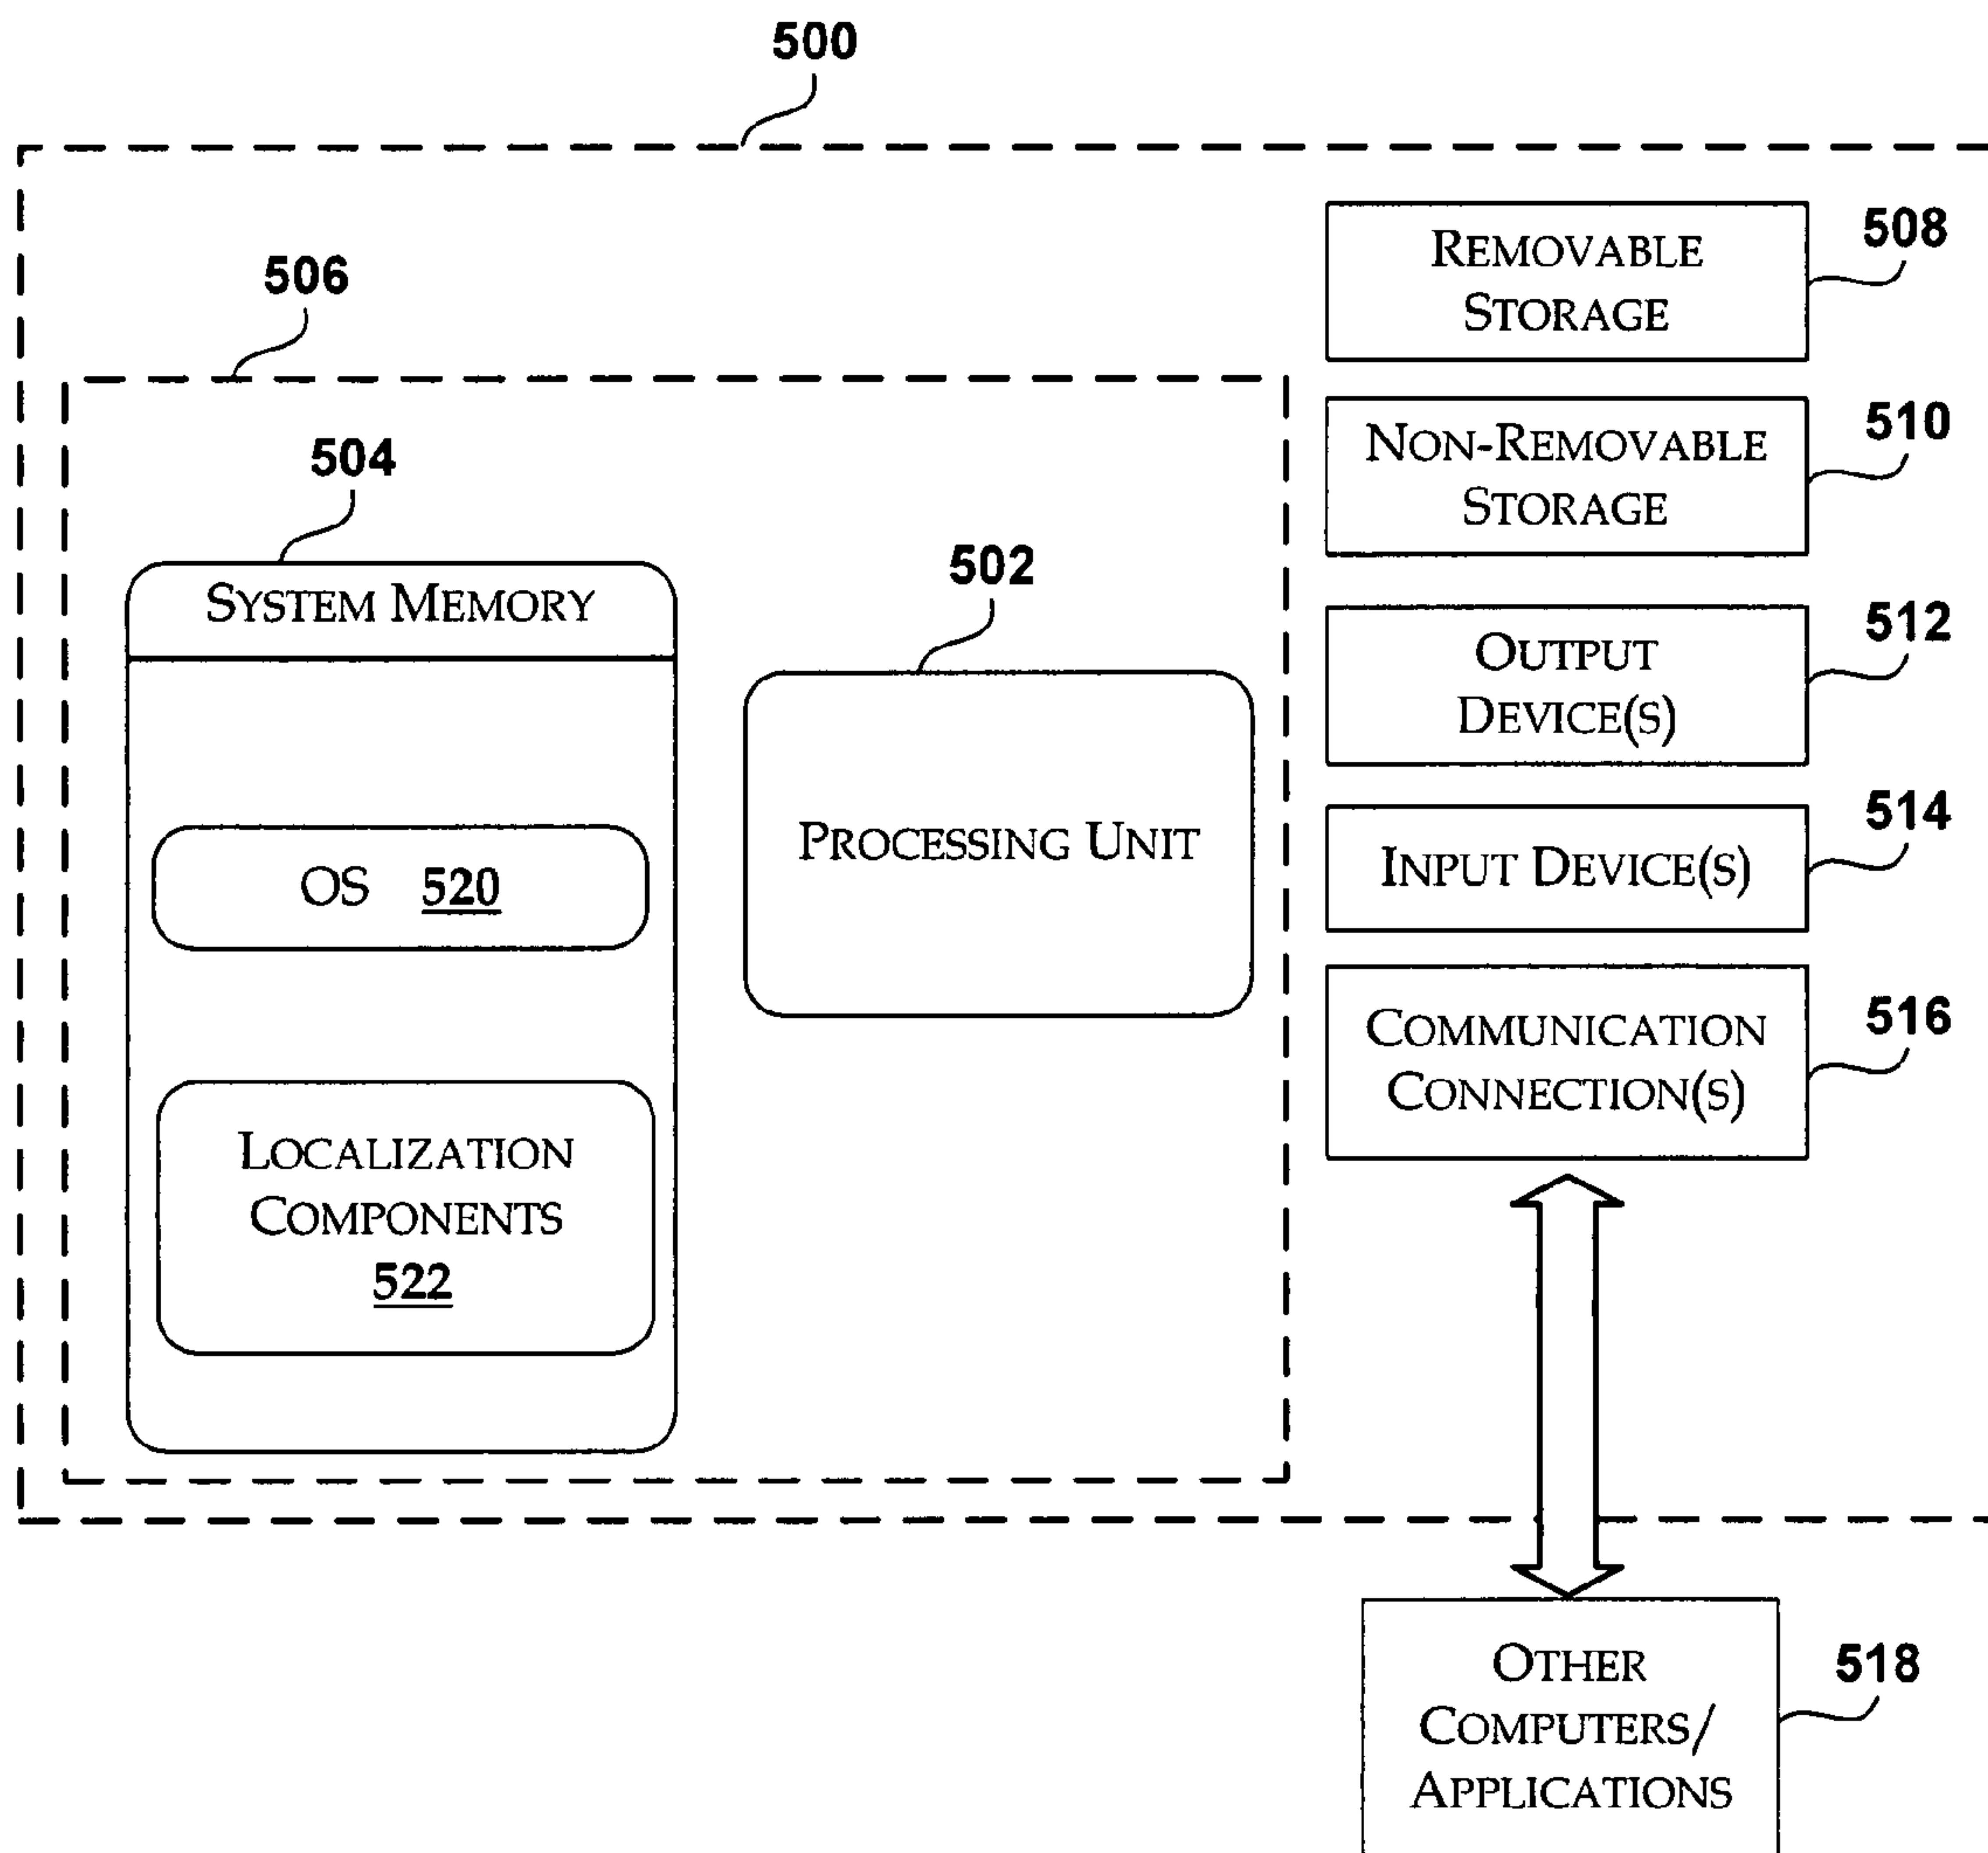 500
506
504
SYSTEM MEMORY
OS 520
LOCALIZATION
COMPONENTS
522
502
PROCESSING UNIT
REMOVABLE
STORAGE
508
NON-REMOVABLE
STORAGE
510
OUTPUT
DEVICE(S)
512
INPUT DEVICE(S)
514
COMMUNICATION
CONNECTION(S)
516
OTHER
COMPUTERS/
APPLICATIONS
518